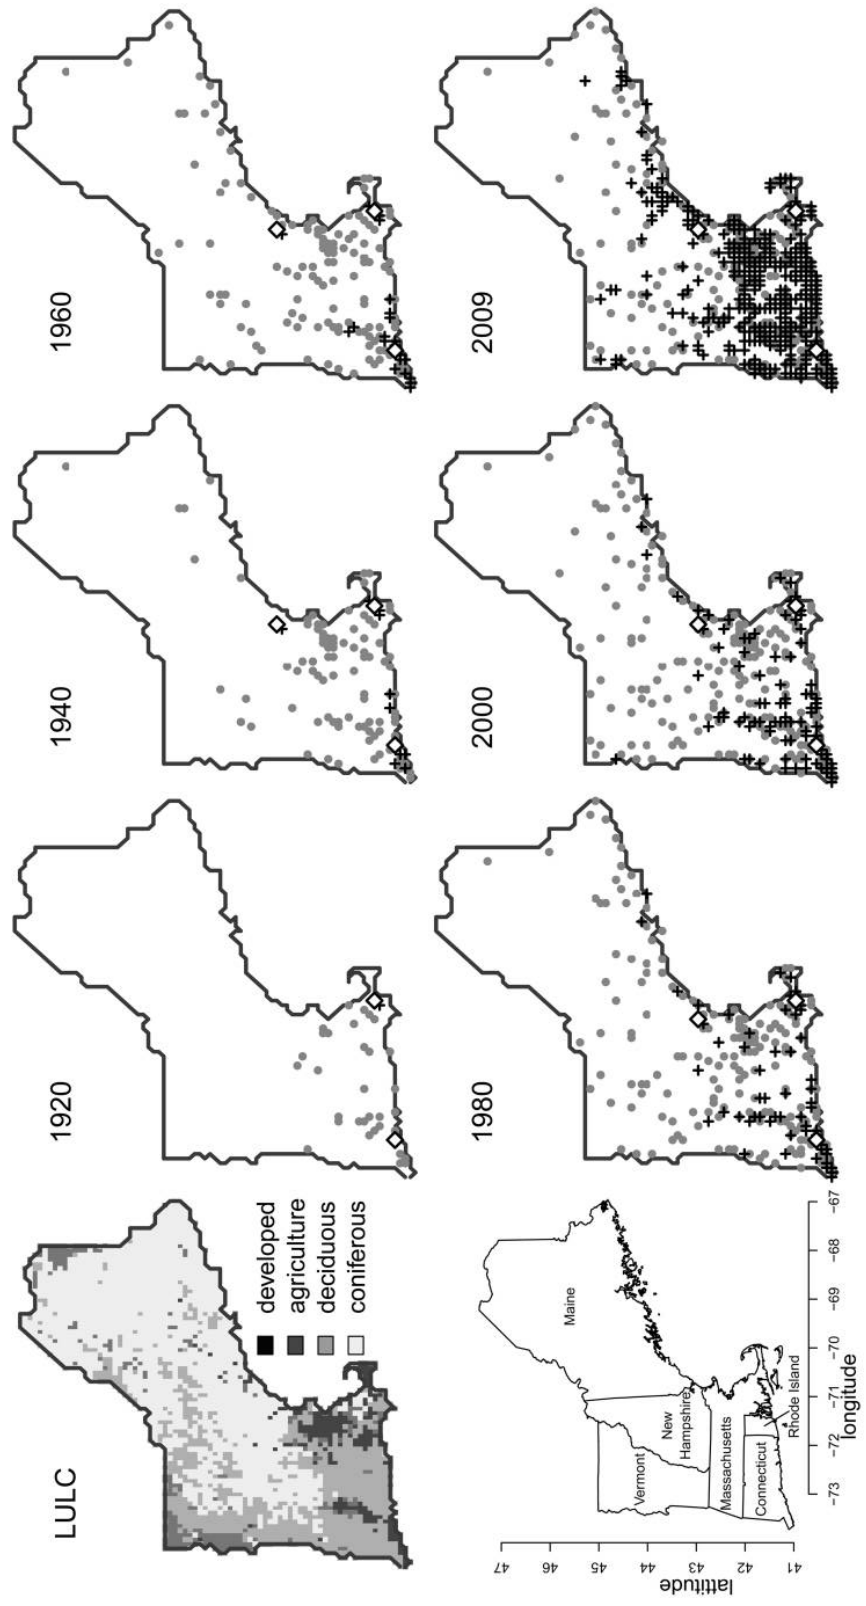 LULC
developed
agriculture
deciduous
coniferous
1920
1940
1960
47
46
45
44
43
42
41
lattitude
Maine
Vermont
New
Hampshire
Massachusetts
Connecticut
Rhode Island
−73
−72
−71
−70
−69
−68
−67
longitude
1980
2000
2009